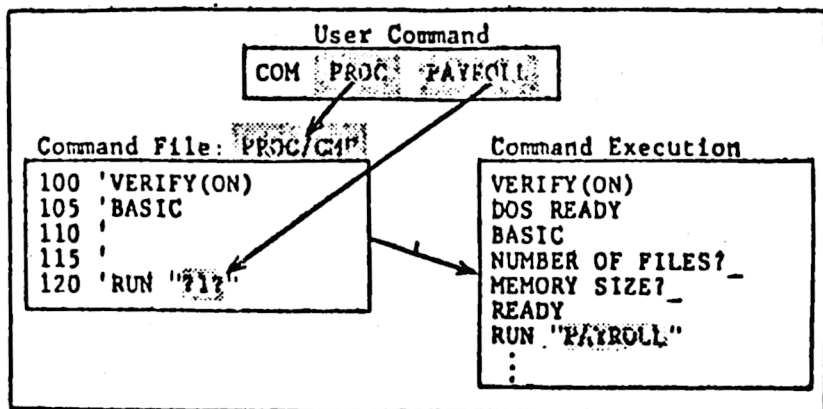 User Command
COM PROC PAYROLL
Command File: PROC/CMD
100 'VERIFY(ON)
105 'BASIC
110 '
115 '
120 'RUN "?1?"
Command Execution
VERIFY(ON)
DOS READY
BASIC
NUMBER OF FILES?_
MEMORY SIZE?_
READY
RUN "PAYROLL"